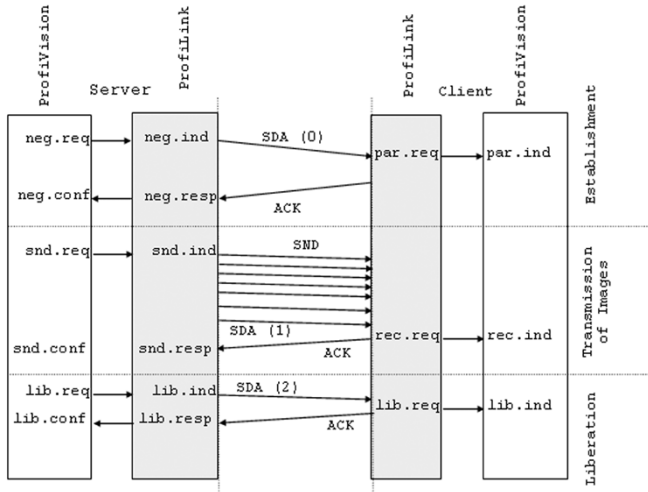 ProfiVision
ProfiLink
ProfiLink
ProfiVision
Server
Client
neg.req
neg.ind
SDA (0)
par.req
par.ind
neg.conf
neg.resp
ACK
Establishment
snd.req
snd.ind
SND
SDA (1)
rec.req
rec.ind
snd.conf
snd.resp
ACK
Transmission
of Images
lib.req
lib.ind
SDA (2)
lib.req
lib.ind
lib.conf
lib.resp
ACK
Liberation